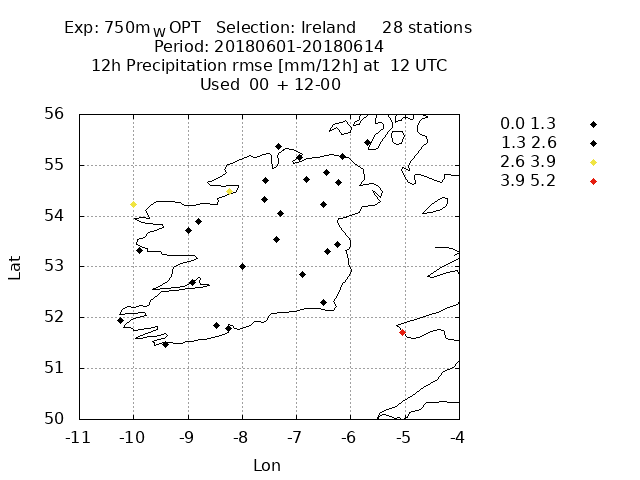 Exp: 750m_W OPT Selection: Ireland 28 stations
Period: 20180601-20180614
12h Precipitation rmse [mm/12h] at 12 UTC
Used 00 + 12-00
0.0 1.3
1.3 2.6
2.6 3.9
3.9 5.2
Lat
56
55
54
53
52
51
50
-11 -10 -9 -8 -7 -6 -5 -4
Lon